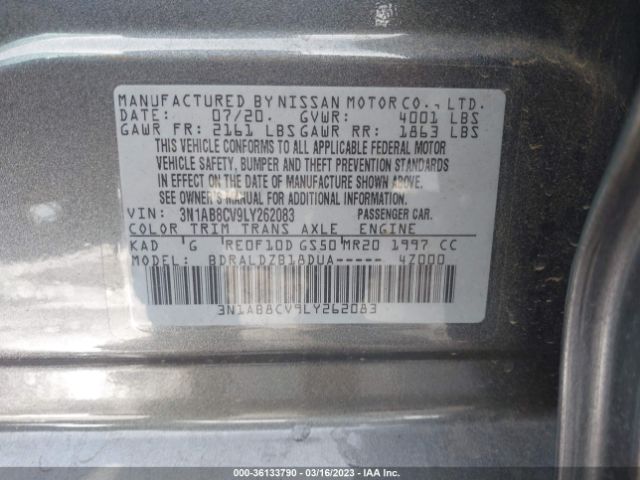 MANUFACTURED BY NISSAN MOTOR CO., LTD.
DATE: 07/20. GVWR: 4001 LBS
GAWR FR: 2161 LBS GAWR RR: 1863 LBS
THIS VEHICLE CONFORMS TO ALL APPLICABLE FEDERAL MOTOR
VEHICLE SAFETY, BUMPER AND THEFT PREVENTION STANDARDS
IN EFFECT ON THE DATE OF MANUFACTURE SHOWN ABOVE.
SEE OWNER'S MANUAL FOR ADDITIONAL INFORMATION.
VIN: 3N1AB8CV9LY262083 PASSENGER CAR.
COLOR TRIM TRANS AXLE ENGINE
KAD G RE0F10D GS50 MR20 1997 CC
MODEL: BDRALDZB18DUA----- 4Z000
3N1AB8CV9LY262083
000-36133790 - 03/16/2023 - IAA Inc.